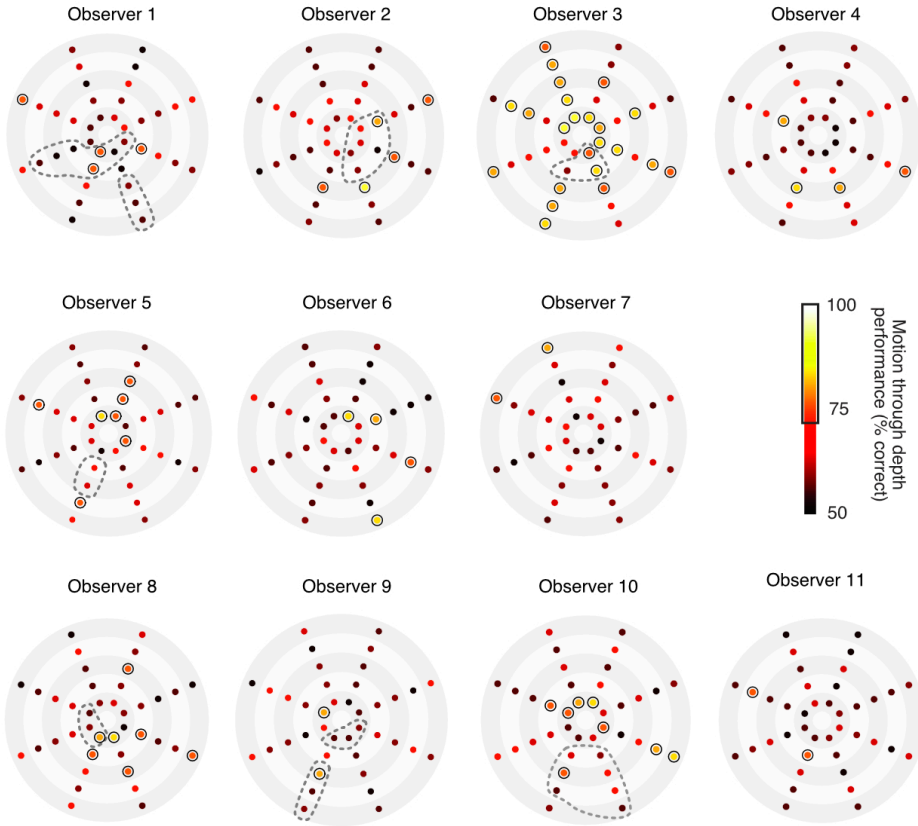 Observer 1
Observer 2
Observer 3
Observer 4
Observer 5
Observer 6
Observer 7
100
75
50
Motion through depth
performance (% correct)
Observer 8
Observer 9
Observer 10
Observer 11